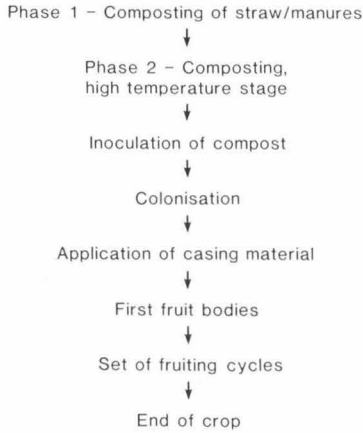 Phase 1 – Composting of straw/manures
Phase 2 – Composting,
high temperature stage
Inoculation of compost
Colonisation
Application of casing material
First fruit bodies
Set of fruiting cycles
End of crop